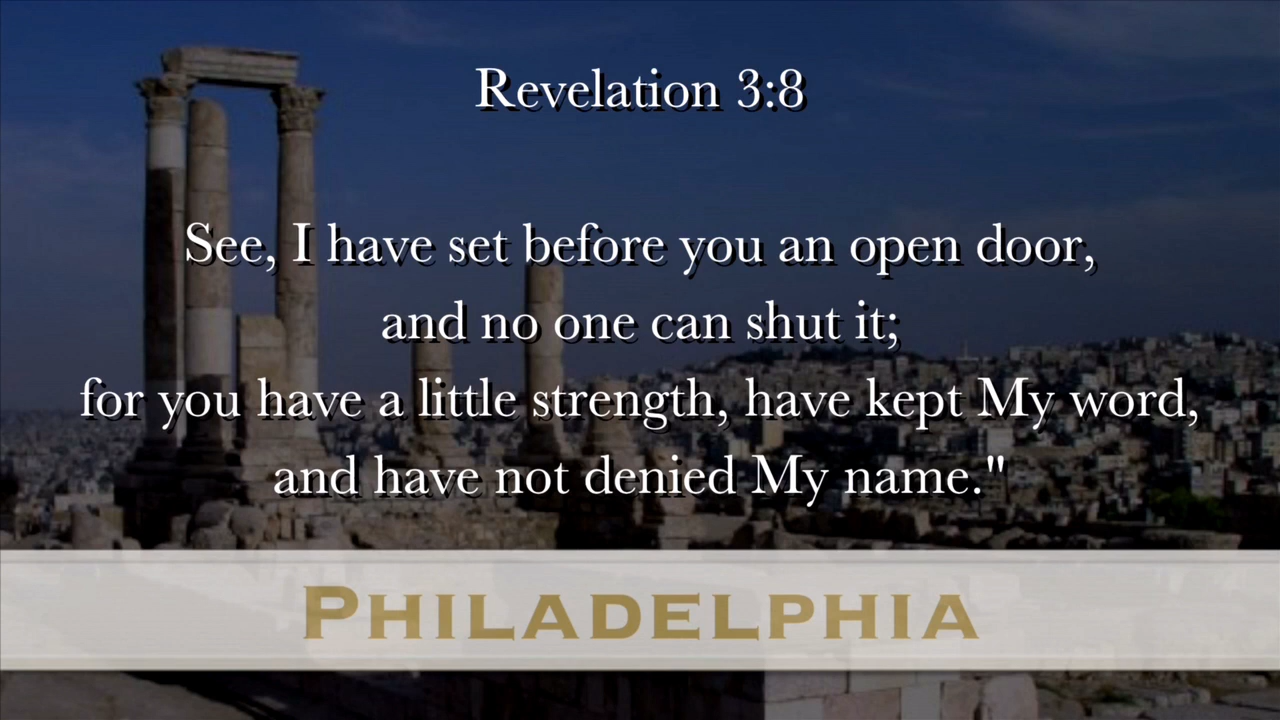 Revelation 3:8
See, I have set before you an open door,
and no one can shut it;
for you have a little strength, have kept My word,
and have not denied My name."
PHILADELPHIA